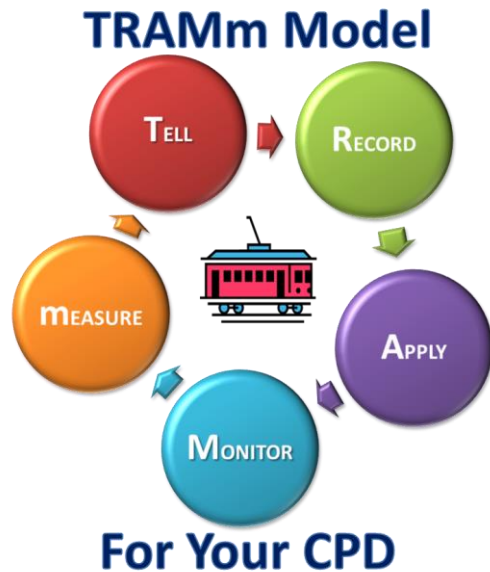 TRAMm Model
TELL
RECORD
APPLY
MONITOR
mEASURE
For Your CPD